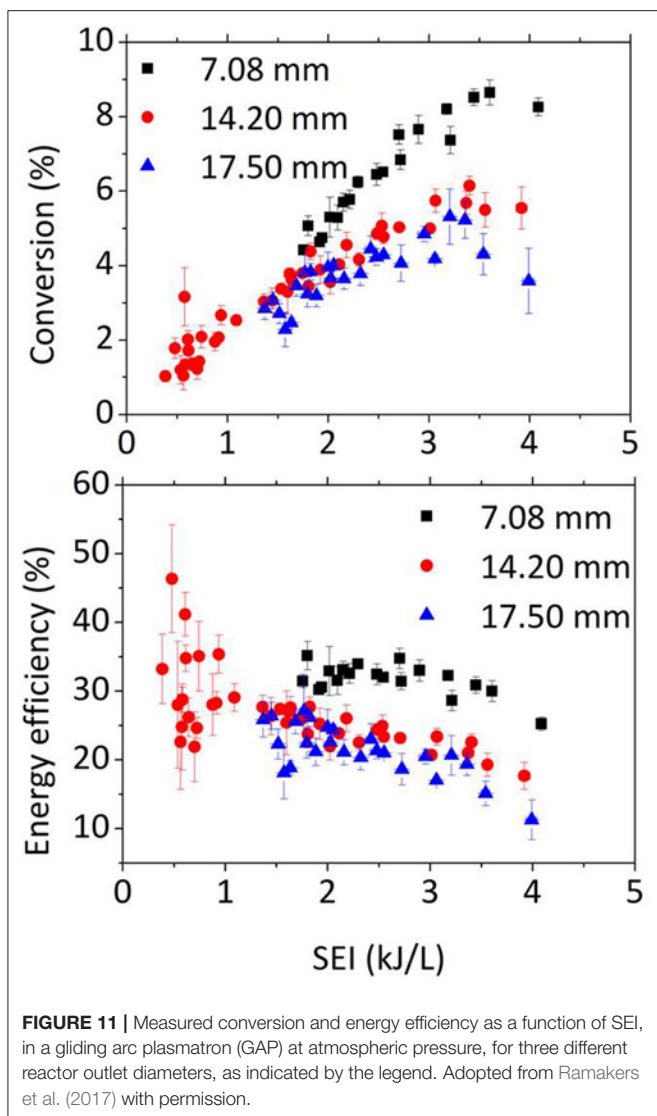 10
8
6
4
2
0
Conversion (%)
7.08 mm
14.20 mm
17.50 mm
0 1 2 3 4 5
60
50
40
30
20
10
Energy efficiency (%)
7.08 mm
14.20 mm
17.50 mm
0 1 2 3 4 5
SEI (kJ/L)
FIGURE 11 | Measured conversion and energy efficiency as a function of SEI,
in a gliding arc plasmatron (GAP) at atmospheric pressure, for three different
reactor outlet diameters, as indicated by the legend. Adopted from Ramakers
et al. (2017) with permission.